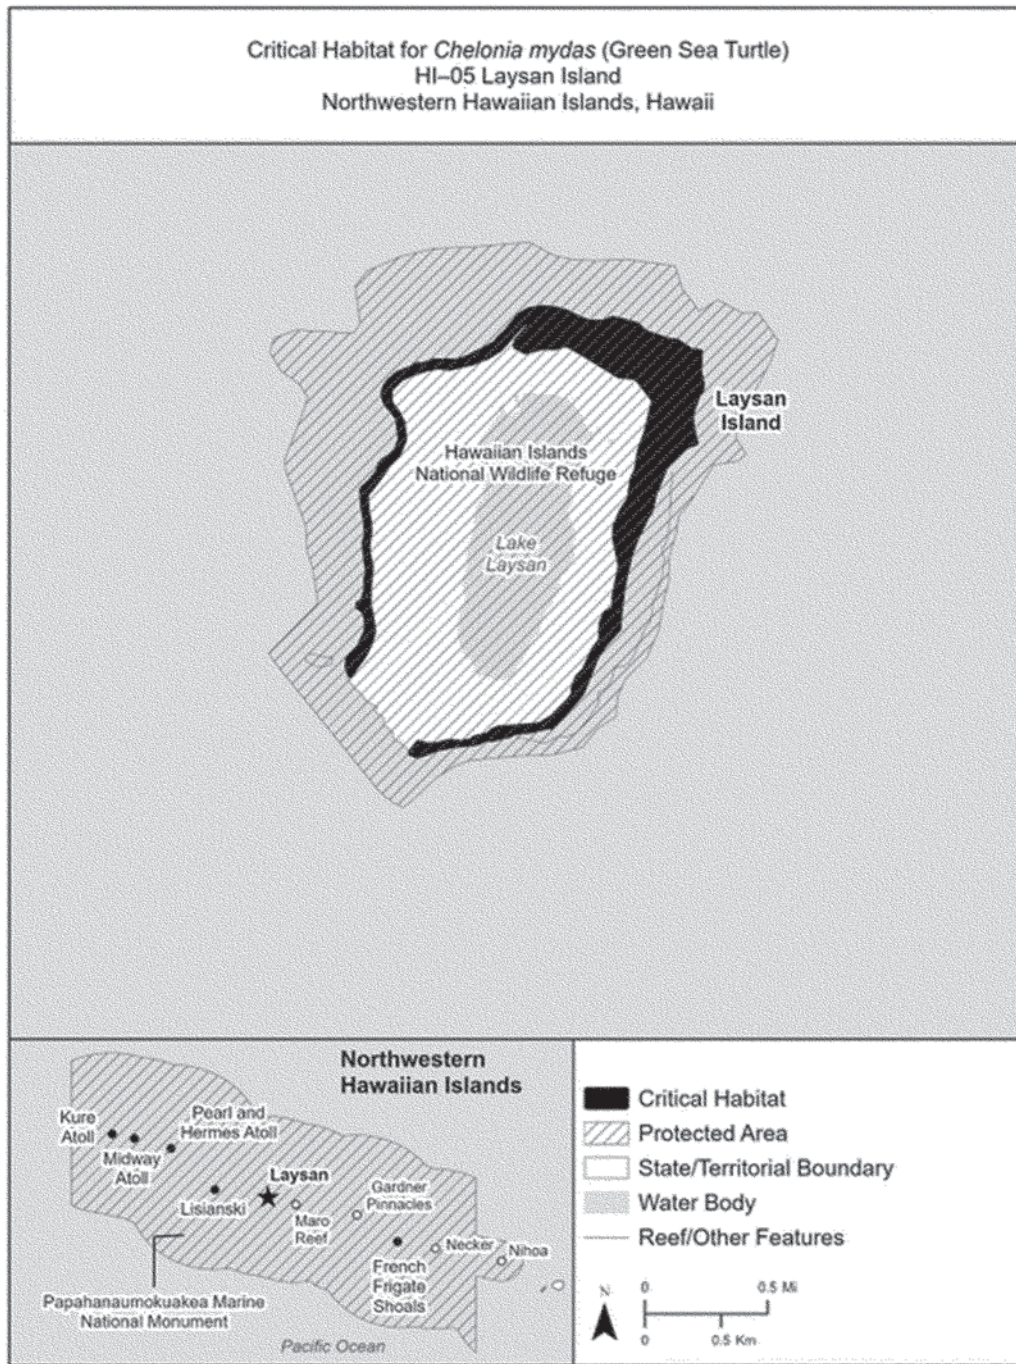 Critical Habitat for Chelonia mydas (Green Sea Turtle)
HI–05 Laysan Island
Northwestern Hawaiian Islands, Hawaii
Laysan
Island
Hawaiian Islands
National Wildlife Refuge
Lake
Laysan
Northwestern
Hawaiian Islands
Kure
Atoll
Midway
Atoll
Pearl and
Hermes Atoll
Lisianski
Laysan
Maro
Reef
Gardner
Pinnacles
French
Frigate
Shoals
Necker
Nihoa
Papahanaumokuakea Marine
National Monument
Pacific Ocean
Critical Habitat
Protected Area
State/Territorial Boundary
Water Body
Reef/Other Features
N
0 0.5 Mi
0 0.5 Km